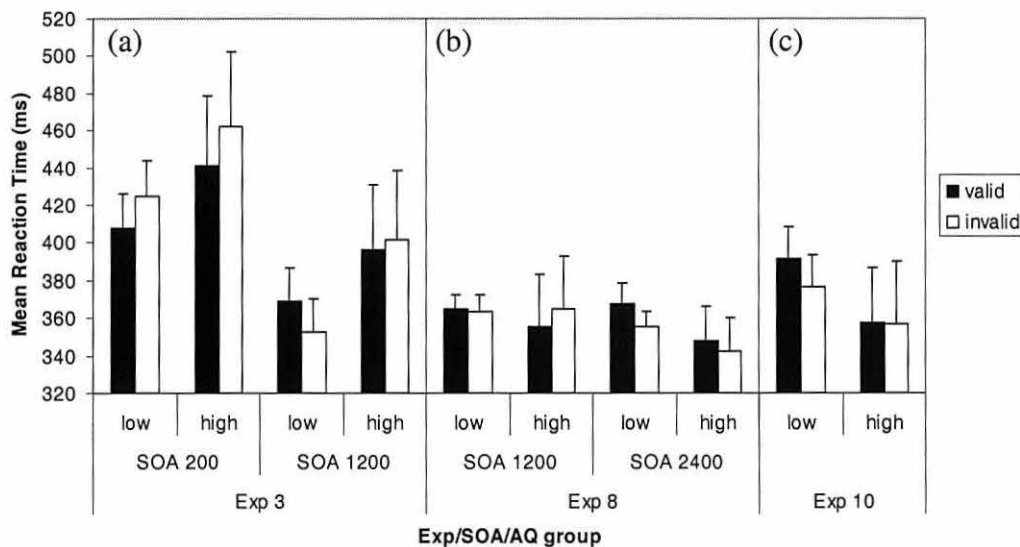 (a) (b) (c)
520
500
480
460
440
420
400
380
360
340
320
Mean Reaction Time (ms)
valid
invalid
low high low high low high low high low high
SOA 200 SOA 1200 SOA 1200 SOA 2400
Exp 3 Exp 8 Exp 10
Exp/SOA/AQ group